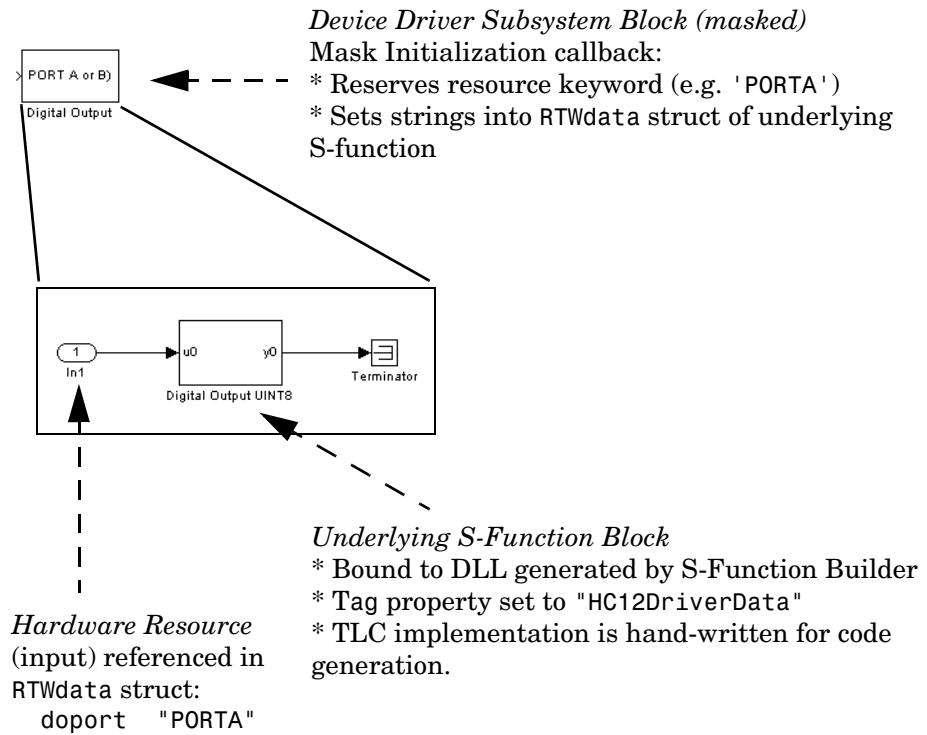 Device Driver Subsystem Block (masked)
Mask Initialization callback:
* Reserves resource keyword (e.g. 'PORTA')
* Sets strings into RTWdata struct of underlying
S-function
PORT A or B)
Digital Output
1
In1
u0
y0
Digital Output UINT8
Terminator
Underlying S-Function Block
* Bound to DLL generated by S-Function Builder
* Tag property set to "HC12DriverData"
* TLC implementation is hand-written for code
generation.
Hardware Resource
(input) referenced in
RTWdata struct:
doport "PORTA"